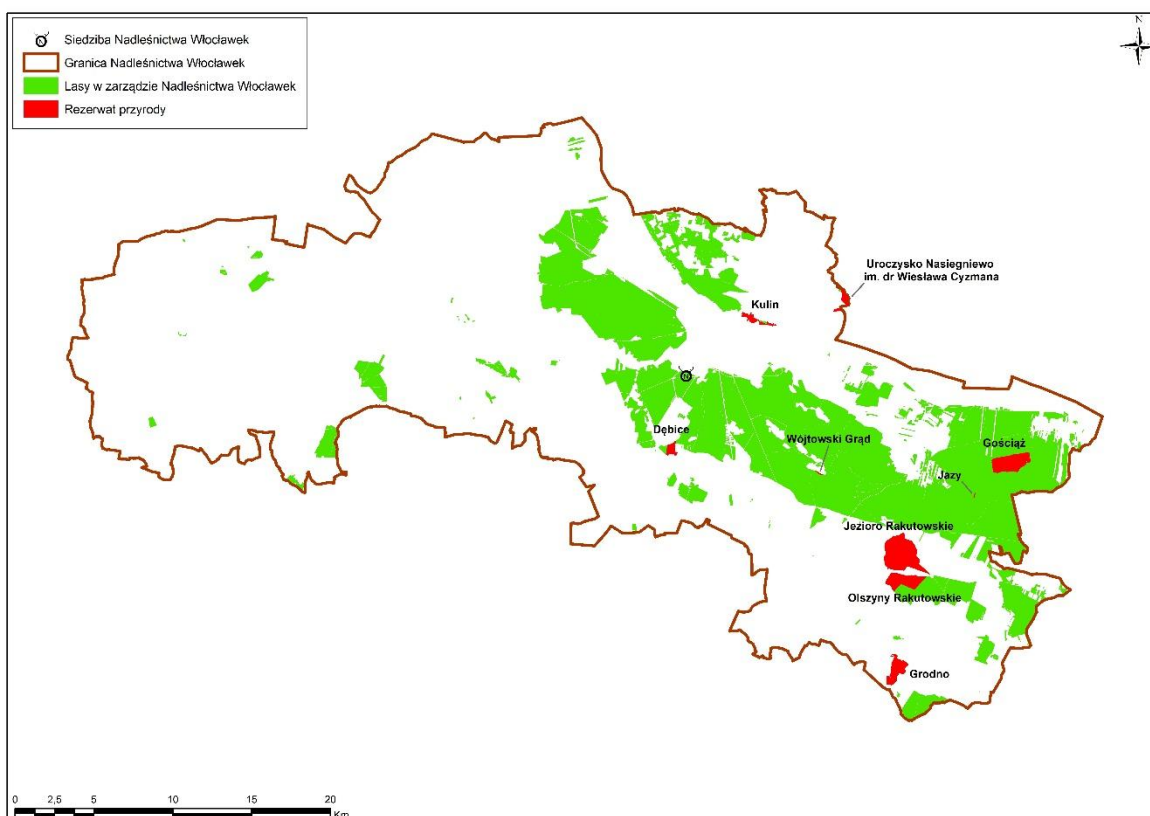 Siedziba Nadleśnictwa Włocławek
Granica Nadleśnictwa Włocławek
Lasy w zarządzie Nadleśnictwa Włocławek
Rezerwat przyrody
N
Uroczysko Nasiegniewo
im. dr Wiesława Cyzmana
Kulin
N
Dębice
Wójtowski Grąd
Gościąż
Jazy
Jezioro Rakutowskie
Olszyny Rakutowskie
Grodno
0 2,5 5 10 15 20
Km